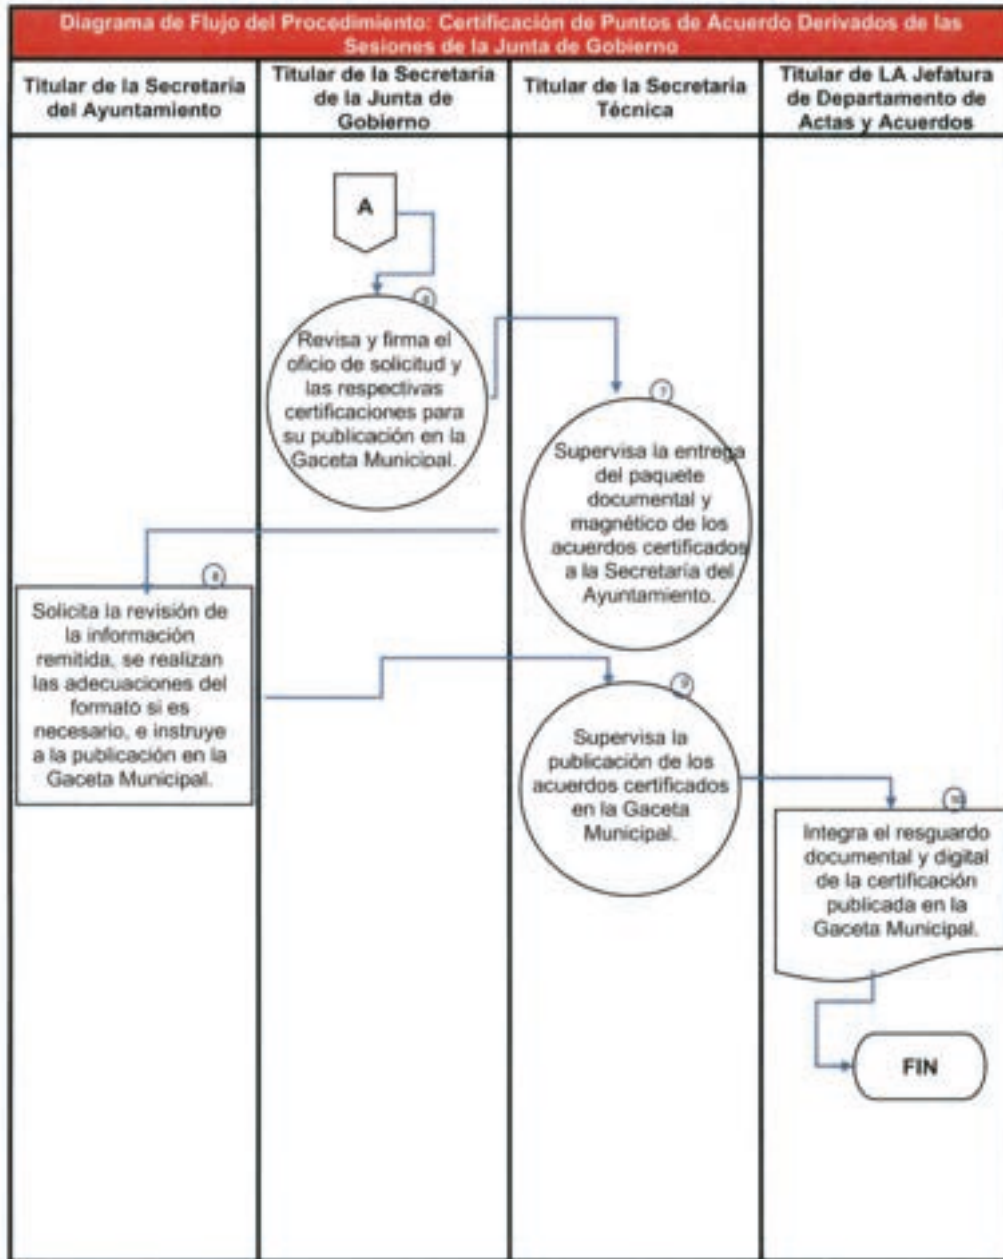 Diagrama de Flujo del Procedimiento: Certificación de Puntos de Acuerdo Derivados de las
Sesiones de la Junta de Gobierno
Titular de la Secretaría
del Ayuntamiento
Titular de la Secretaría
de la Junta de
Gobierno
Titular de la Secretaría
Técnica
Titular de LA Jefatura
de Departamento de
Actas y Acuerdos
A
Revisa y firma el
oficio de solicitud y
las respectivas
certificaciones para
su publicación en la
Gaceta Municipal.
7
Supervisa la entrega
del paquete
documental y
magnético de los
acuerdos certificados
a la Secretaría del
Ayuntamiento.
8
Solicita la revisión de
la información
remitida, se realizan
las adecuaciones del
formato si es
necesario, e instruye
a la publicación en la
Gaceta Municipal.
9
Supervisa la
publicación de los
acuerdos certificados
en la Gaceta
Municipal.
10
Integra el resguardo
documental y digital
de la certificación
publicada en la
Gaceta Municipal.
FIN